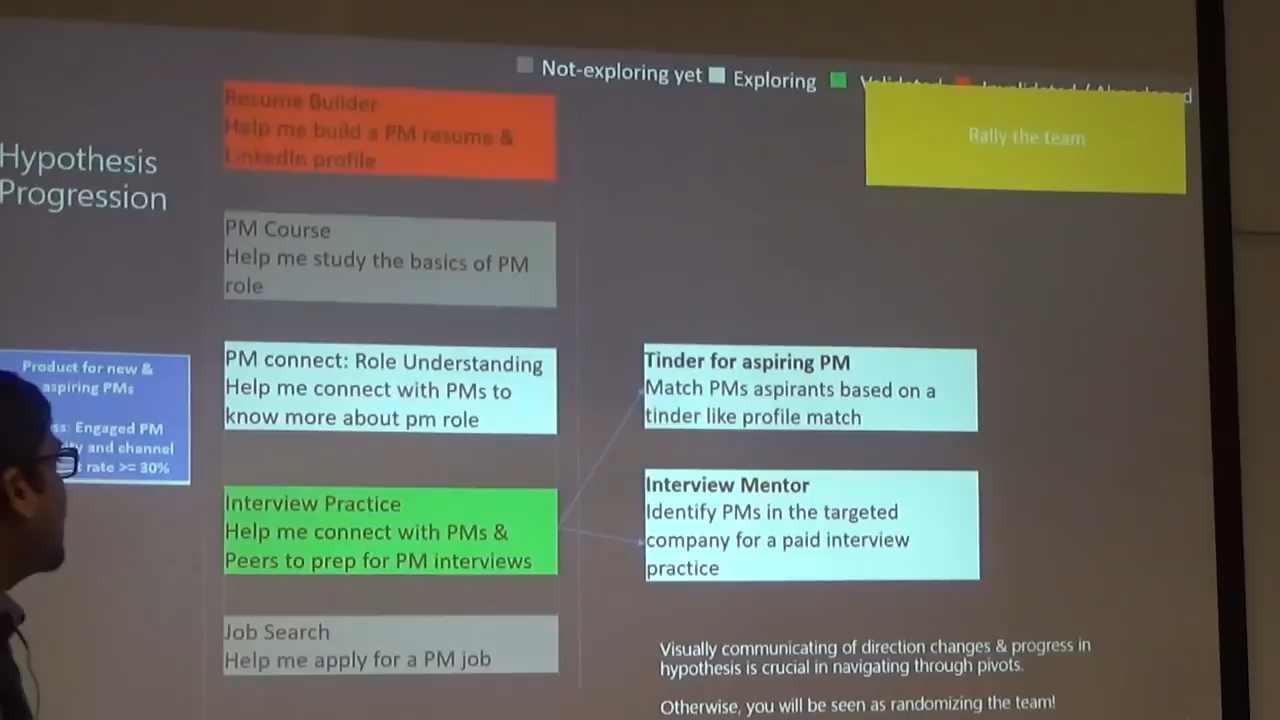 Not-exploring yet Exploring
Hypothesis
Progression
Resume Builder
Help me build a PM resume &
LinkedIn profile
Rally the team
PM Course
Help me study the basics of PM
role
Product for new &
aspiring PMs
Engaged PM
and channel
rate >= 30%
PM connect: Role Understanding
Help me connect with PMs to
know more about pm role
Tinder for aspiring PM
Match PMs aspirants based on a
tinder like profile match
Interview Practice
Help me connect with PMs &
Peers to prep for PM interviews
Interview Mentor
Identify PMs in the targeted
company for a paid interview
practice
Job Search
Help me apply for a PM job
Visually communicating of direction changes & progress in
hypothesis is crucial in navigating through pivots.
Otherwise, you will be seen as randomizing the team!